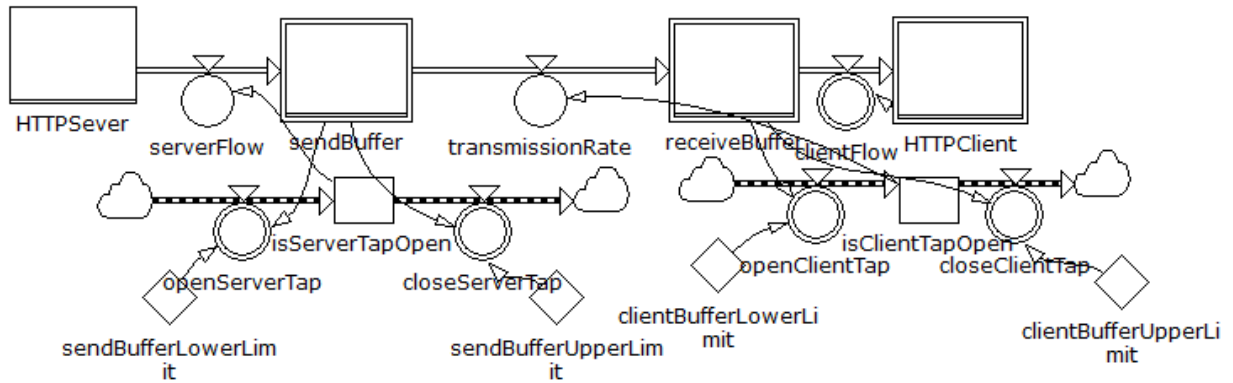 HTTPSever
serverFlow
sendBuffer
transmissionRate
receiveBuffer
clientFlow
HTTPClient
openServerTap
isServerTapOpen
closeServerTap
openClientTap
isClientTapOpen
closeClientTap
sendBufferLowerLim
it
sendBufferUpperLim
it
clientBufferLowerLi
mit
clientBufferUpperLi
mit